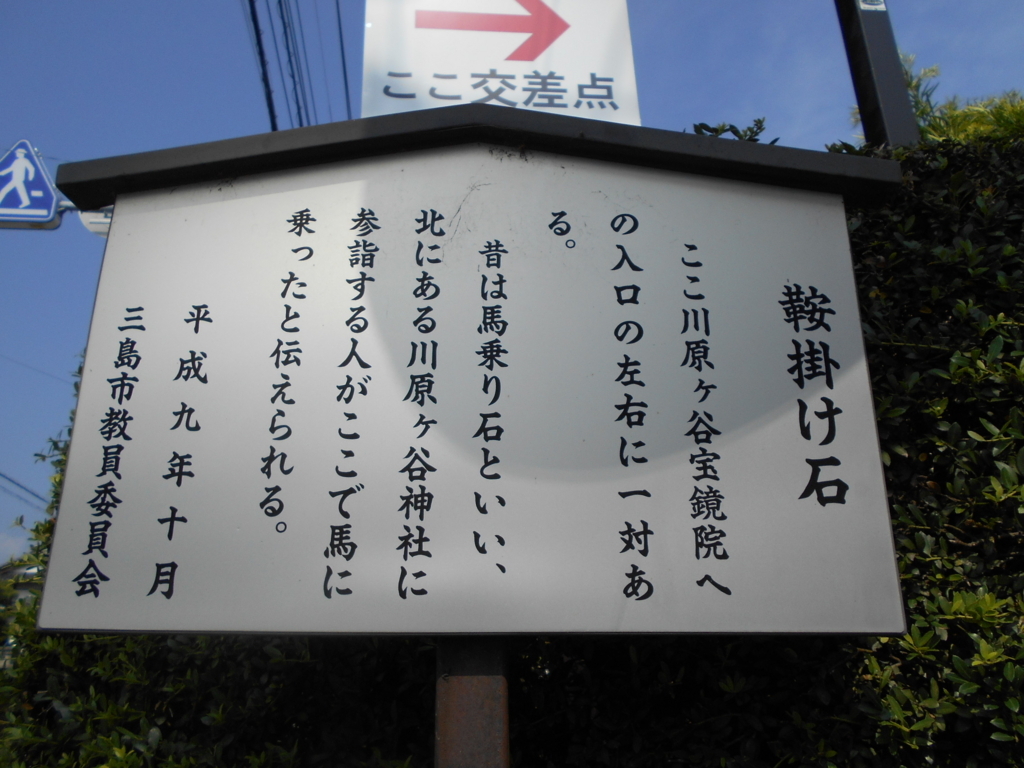 ここ交差点
鞍掛け石
ここ川原ヶ谷宝鏡院へ
の入口の左右に一対あ
る。
昔は馬乗り石といい、
北にある川原ヶ谷神社に
参詣する人がここで馬に
乗ったと伝えられる。
平成九年十月
三島市教員委員会